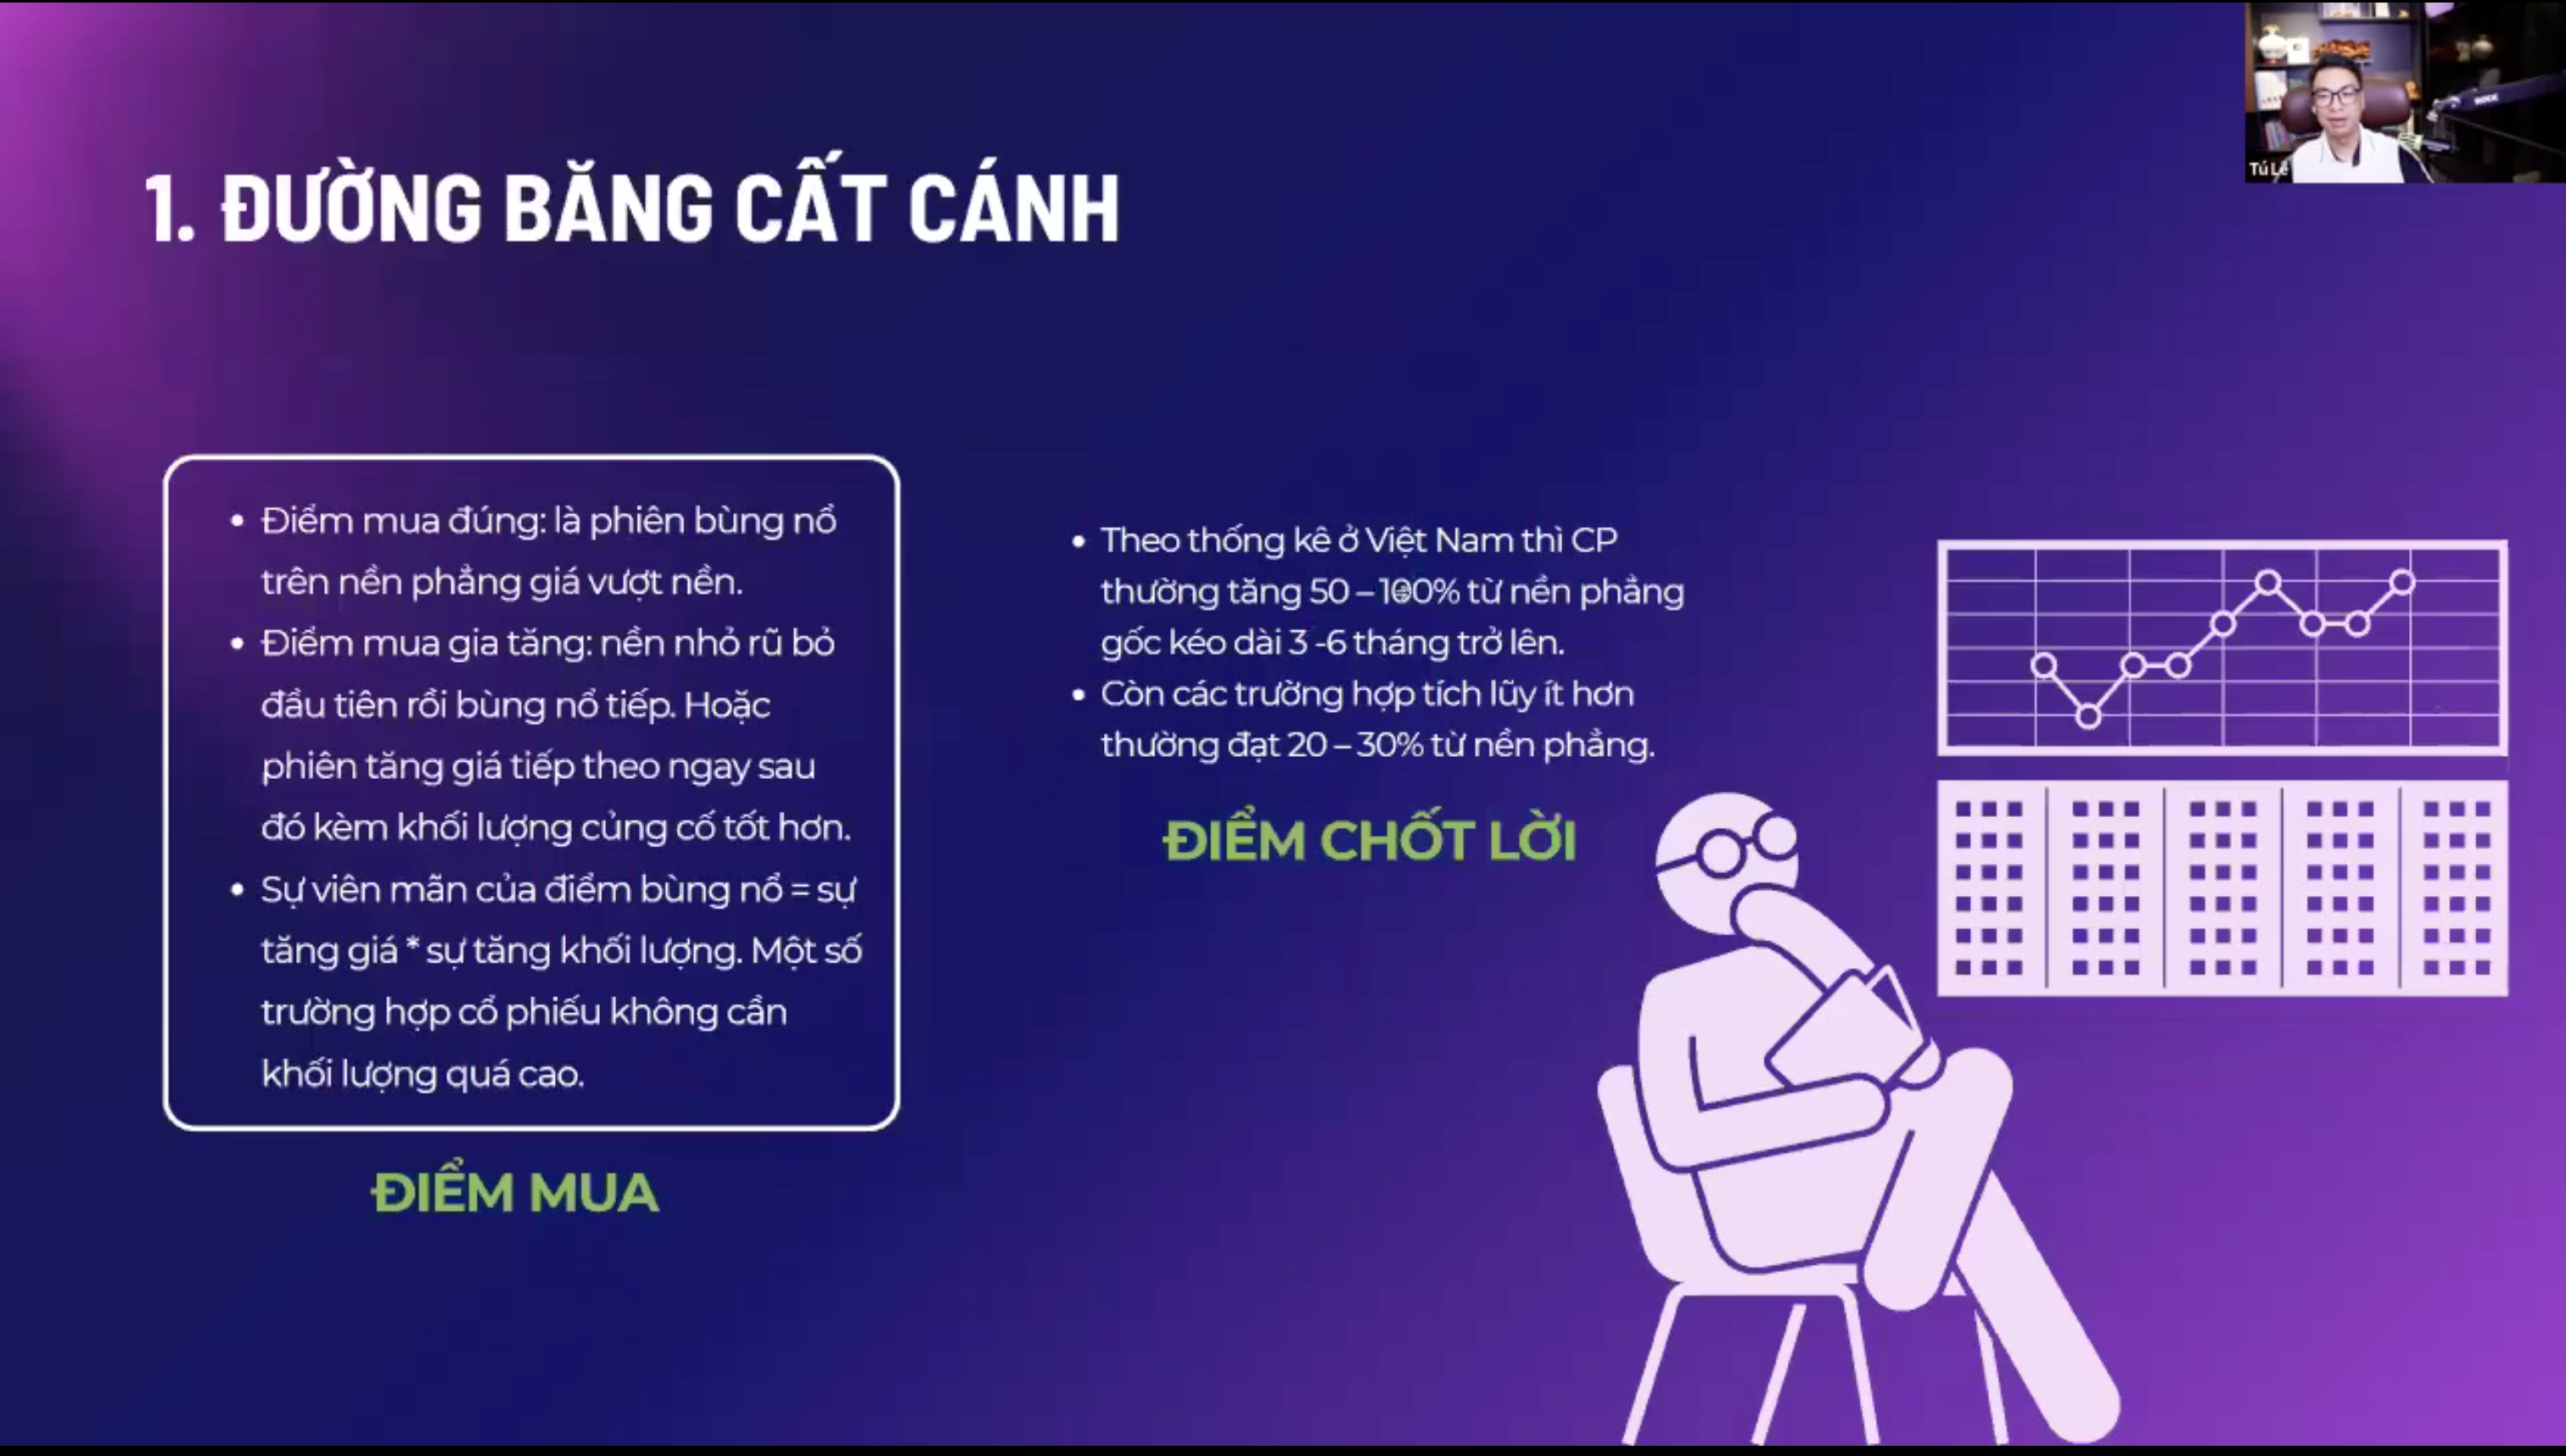 1. ĐƯỜNG BĂNG CẤT CÁNH
• Điểm mua đúng: là phiên bùng nổ
trên nền phẳng giá vượt nền.
• Điểm mua gia tăng: nền nhỏ rũ bỏ
đầu tiên rồi bùng nổ tiếp. Hoặc
phiên tăng giá tiếp theo ngay sau
đó kèm khối lượng củng cố tốt hơn.
• Sự viên mãn của điểm bùng nổ = sự
tăng giá * sự tăng khối lượng. Một số
trường hợp cổ phiếu không cần
khối lượng quá cao.
ĐIỂM MUA
• Theo thống kê ở Việt Nam thì CP
thường tăng 50 – 100% từ nền phẳng
gốc kéo dài 3 -6 tháng trở lên.
• Còn các trường hợp tích lũy ít hơn
thường đạt 20 – 30% từ nền phẳng.
ĐIỂM CHỐT LỜI
Tú Lê
RODE